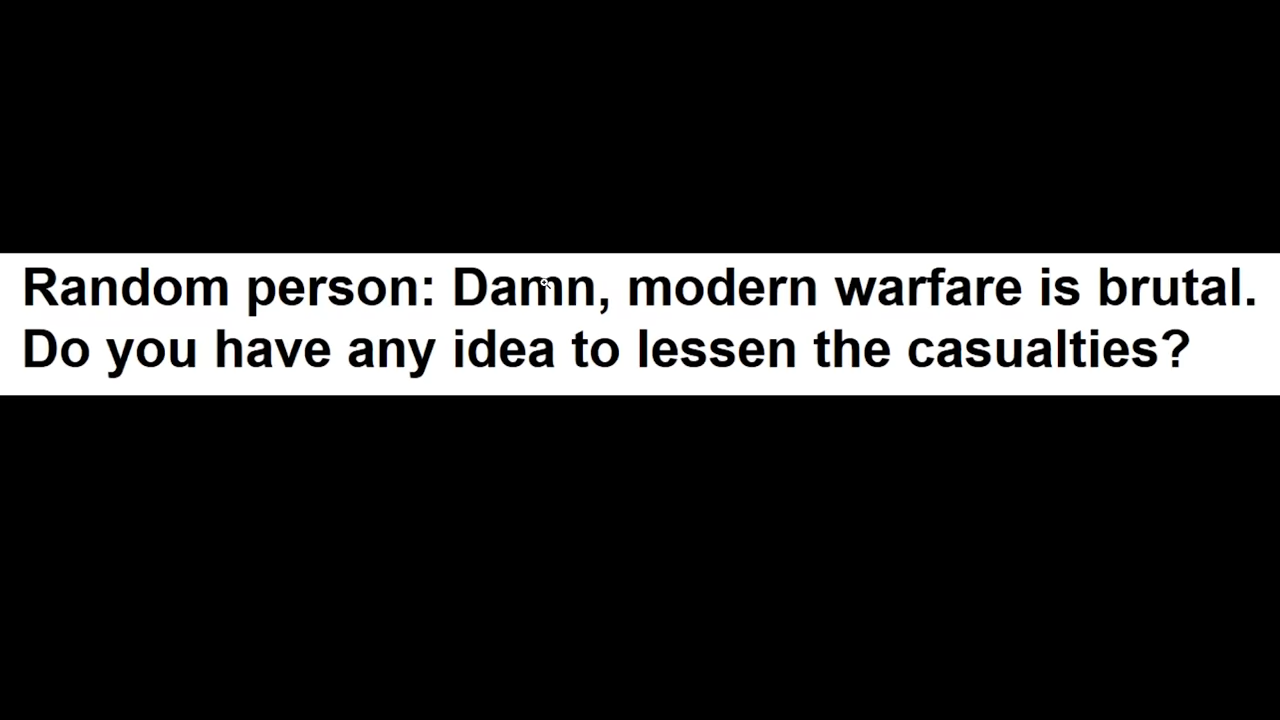 Random person: Damn, modern warfare is brutal.
Do you have any idea to lessen the casualties?